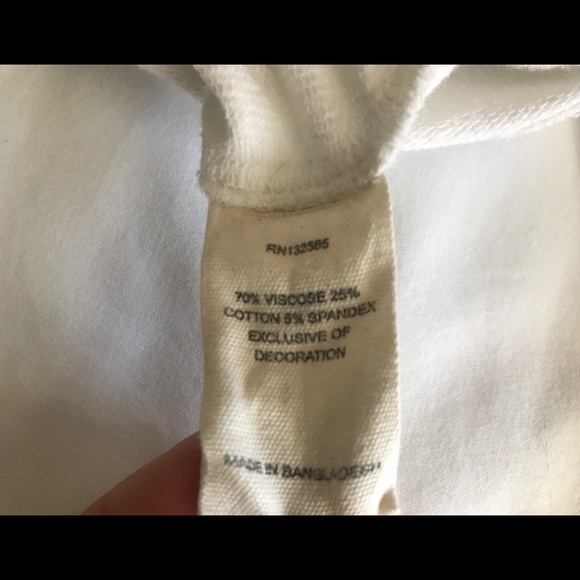 RN132585
70% VISCOSE 25%
COTTON 5% SPANDEX
EXCLUSIVE OF
DECORATION
MADE IN BANGLADESH